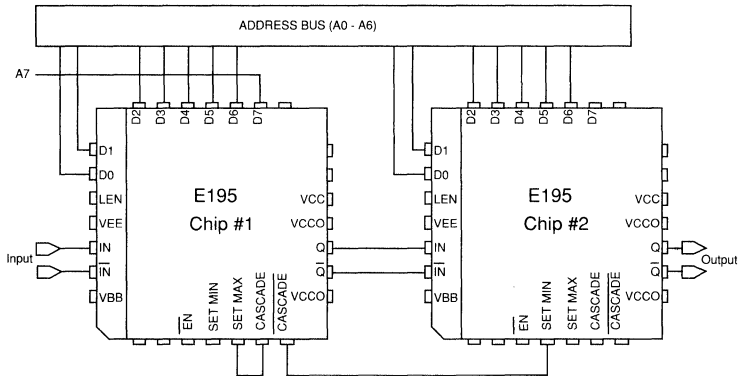 ADDRESS BUS (A0 - A6)
A7
D2 D3 D4 D5 D6 D7
D1
D0
LEN
VEE
IN
IN
VBB
E195
Chip #1
VCC
VCCO
Q
Q
VCCO
EN
SET MIN
SET MAX
CASCADE
CASCADE
Input
D2 D3 D4 D5 D6 D7
D1
D0
LEN
VEE
IN
IN
VBB
E195
Chip #2
VCC
VCCO
Q
Q
VCCO
EN
SET MIN
SET MAX
CASCADE
CASCADE
Output